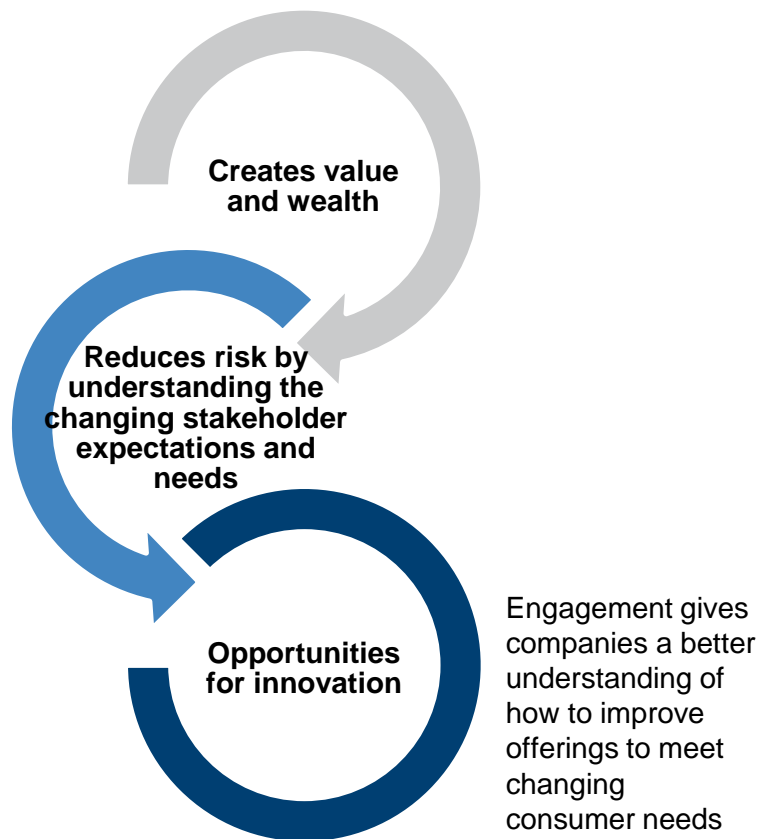 Creates value
and wealth
Reduces risk by
understanding the
changing stakeholder
expectations and
needs
Opportunities
for innovation
Engagement gives
companies a better
understanding of
how to improve
offerings to meet
changing
consumer needs